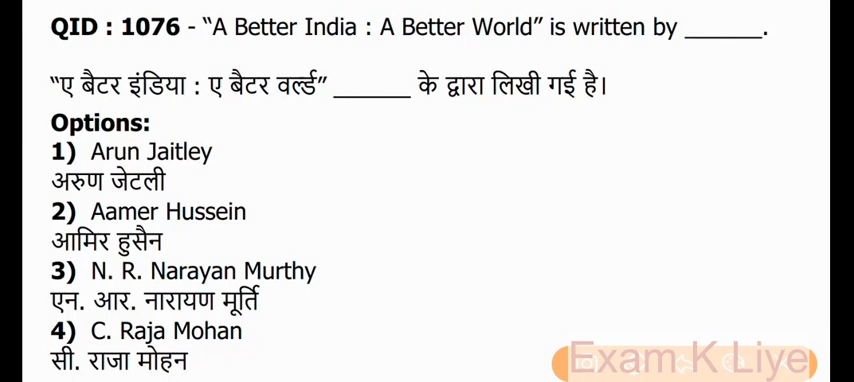 QID : 1076 - “A Better India : A Better World” is written by ______.
“ए बैटर इंडिया : ए बैटर वर्ल्ड” ______ के द्वारा लिखी गई है।
Options:
1) Arun Jaitley
अरुण जेटली
2) Aamer Hussein
आमिर हुसैन
3) N. R. Narayan Murthy
एन. आर. नारायण मूर्ति
4) C. Raja Mohan
सी. राजा मोहन
Exam K Liye